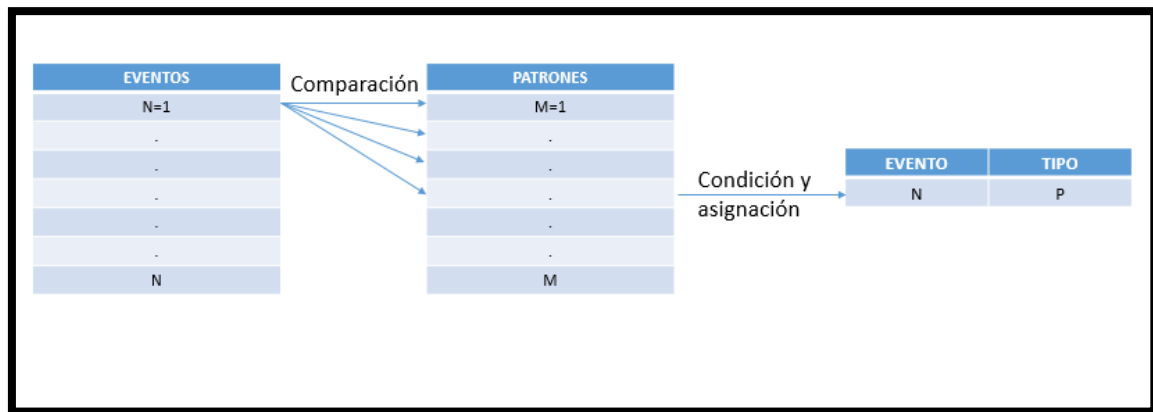 EVENTOS
N=1
.
.
.
.
.
N
Comparación
PATRONES
M=1
.
.
.
.
.
M
Condición y
asignación
EVENTO TIPO
N P